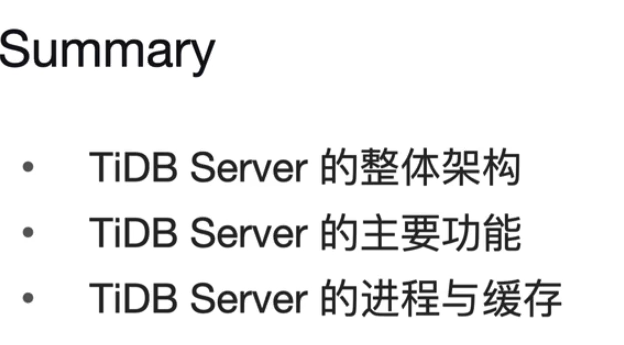 Summary
• TiDB Server 的整体架构
• TiDB Server 的主要功能
• TiDB Server 的进程与缓存